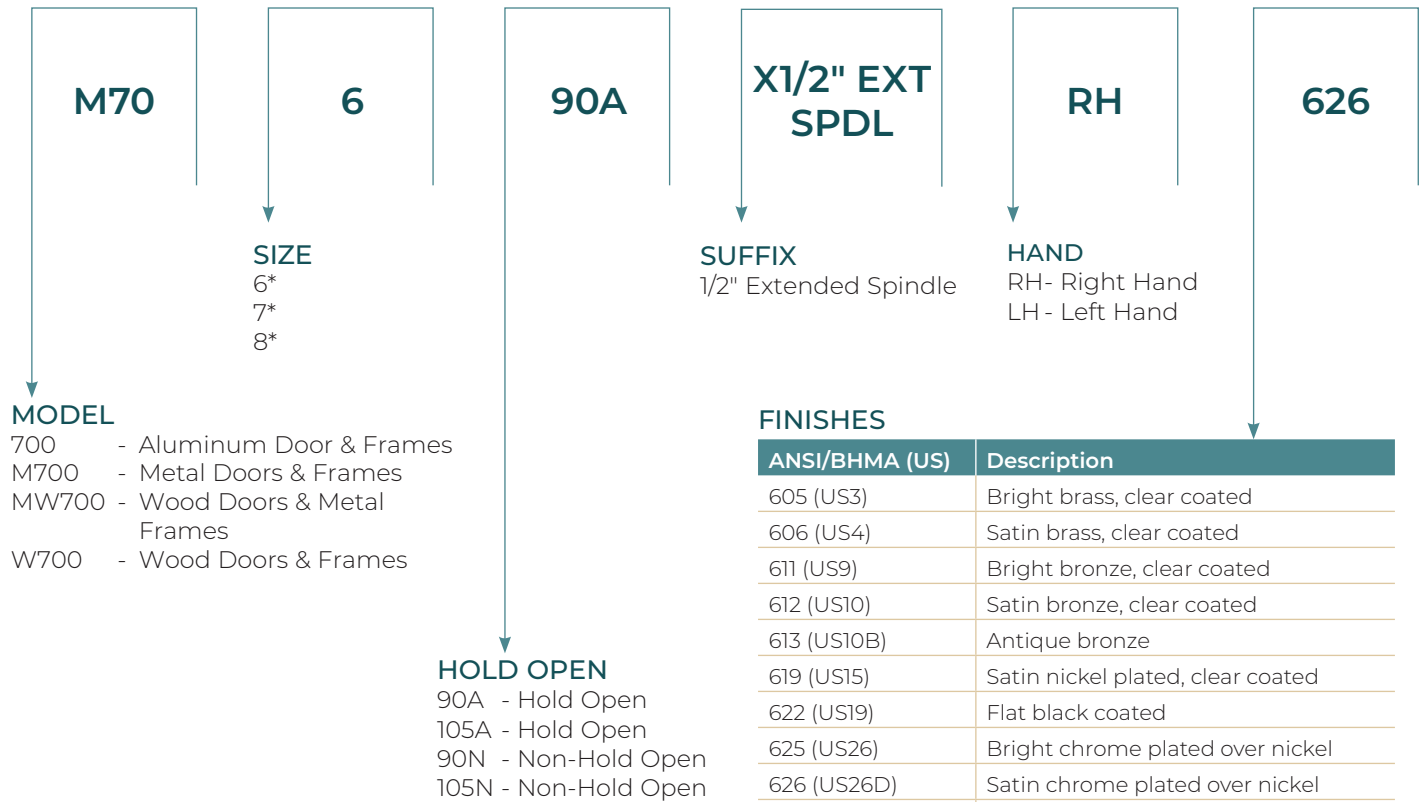 M70
6
90A
X1/2" EXT
SPDL
RH
626
SIZE
6*
7*
8*
SUFFIX
1/2" Extended Spindle
HAND
RH- Right Hand
LH - Left Hand
MODEL
700 - Aluminum Door & Frames
M700 - Metal Doors & Frames
MW700 - Wood Doors & Metal
Frames
W700 - Wood Doors & Frames
HOLD OPEN
90A - Hold Open
105A - Hold Open
90N - Non-Hold Open
105N - Non-Hold Open
FINISHES
ANSI/BHMA (US) Description
605 (US3) Bright brass, clear coated
606 (US4) Satin brass, clear coated
611 (US9) Bright bronze, clear coated
612 (US10) Satin bronze, clear coated
613 (US10B) Antique bronze
619 (US15) Satin nickel plated, clear coated
622 (US19) Flat black coated
625 (US26) Bright chrome plated over nickel
626 (US26D) Satin chrome plated over nickel